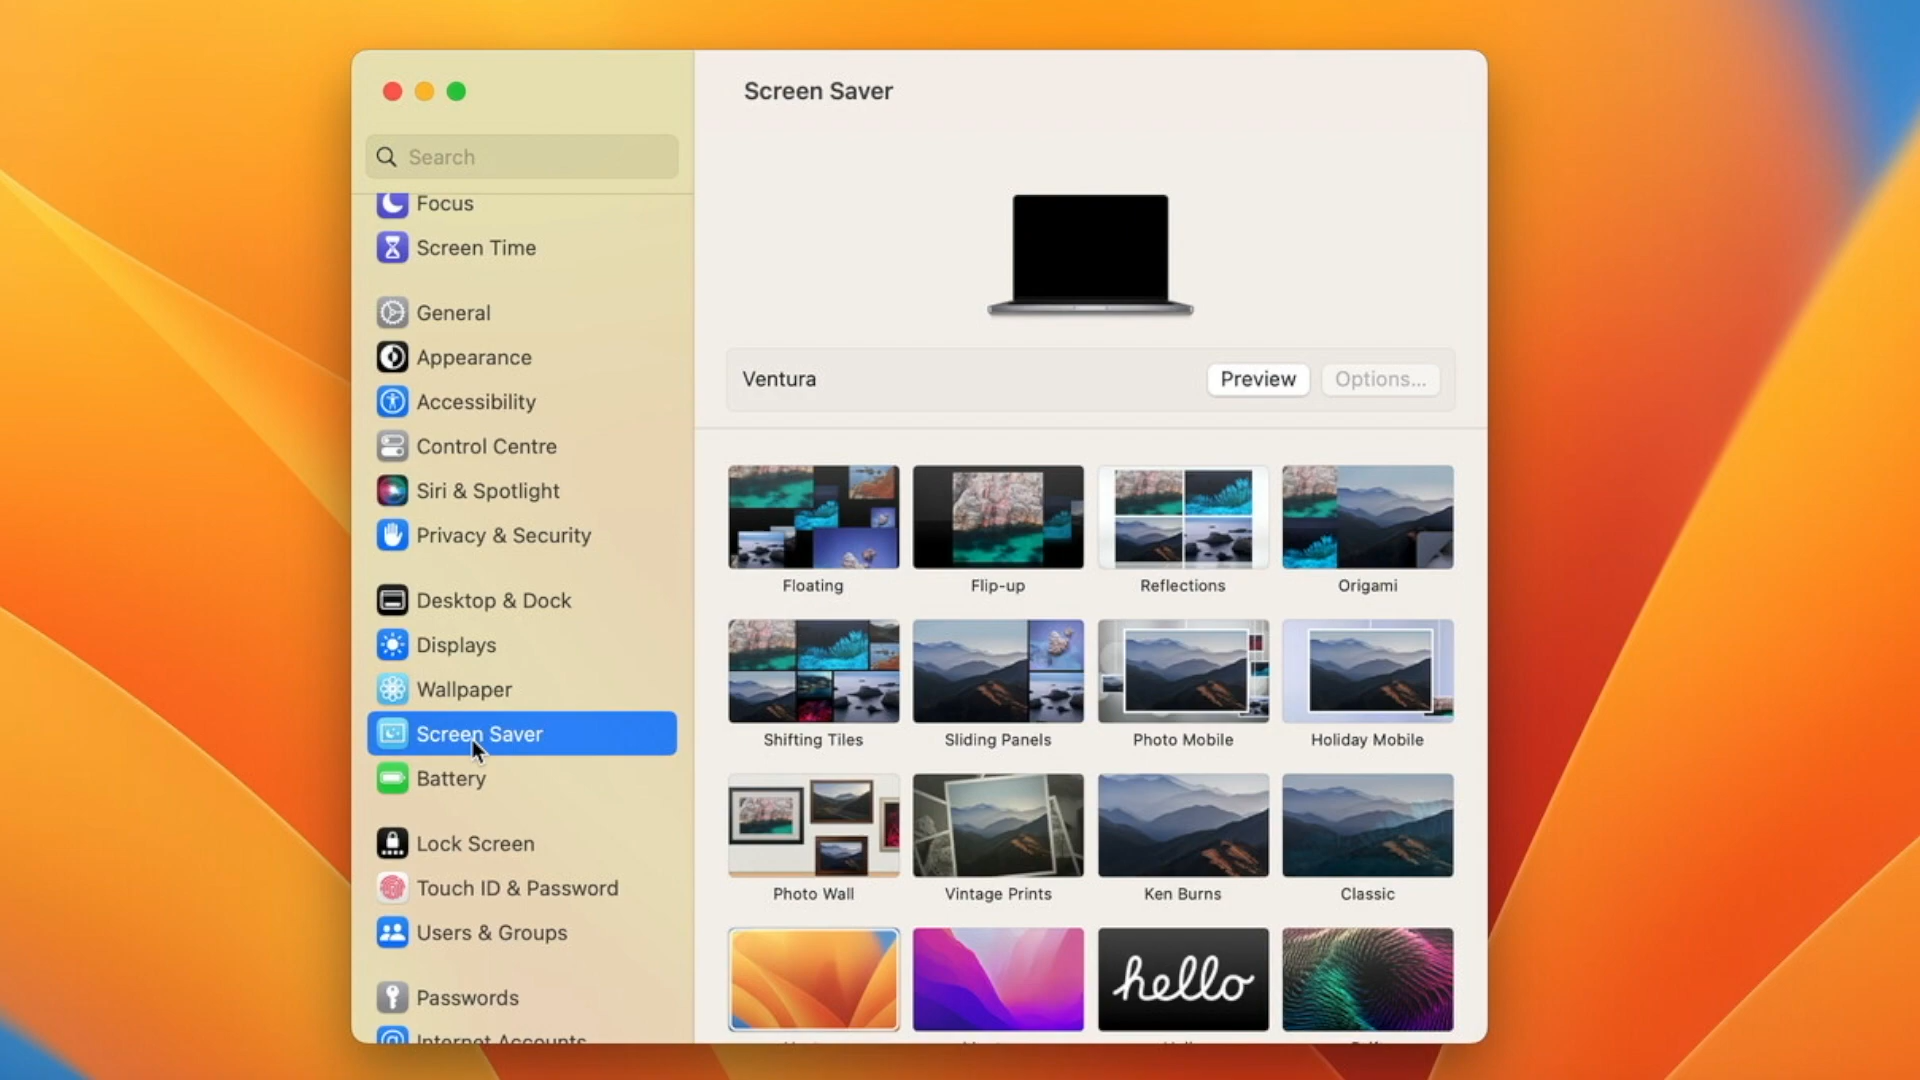 Screen Saver
Search
Focus
Screen Time
General
Appearance
Accessibility
Control Centre
Siri & Spotlight
Privacy & Security
Desktop & Dock
Displays
Wallpaper
Screen Saver
Battery
Lock Screen
Touch ID & Password
Users & Groups
Passwords
Internet Accounts
Ventura
Preview
Options...
Floating
Flip-up
Reflections
Origami
Shifting Tiles
Sliding Panels
Photo Mobile
Holiday Mobile
Photo Wall
Vintage Prints
Ken Burns
Classic
hello